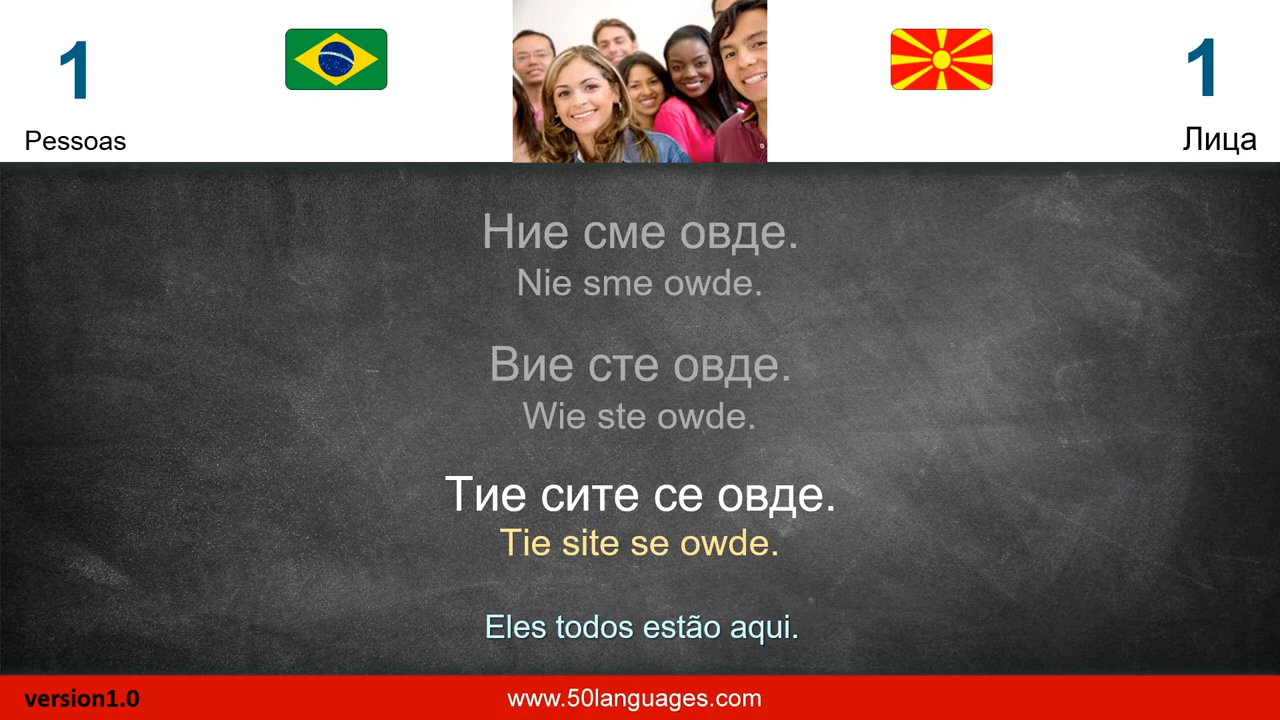 1
1
Pessoas
Лица
Ние сме овде.
Nie sme owde.
Вие сте овде.
Wie ste owde.
Тие сите се овде.
Tie site se owde.
Eles todos estão aqui.
version1.0
www.50languages.com